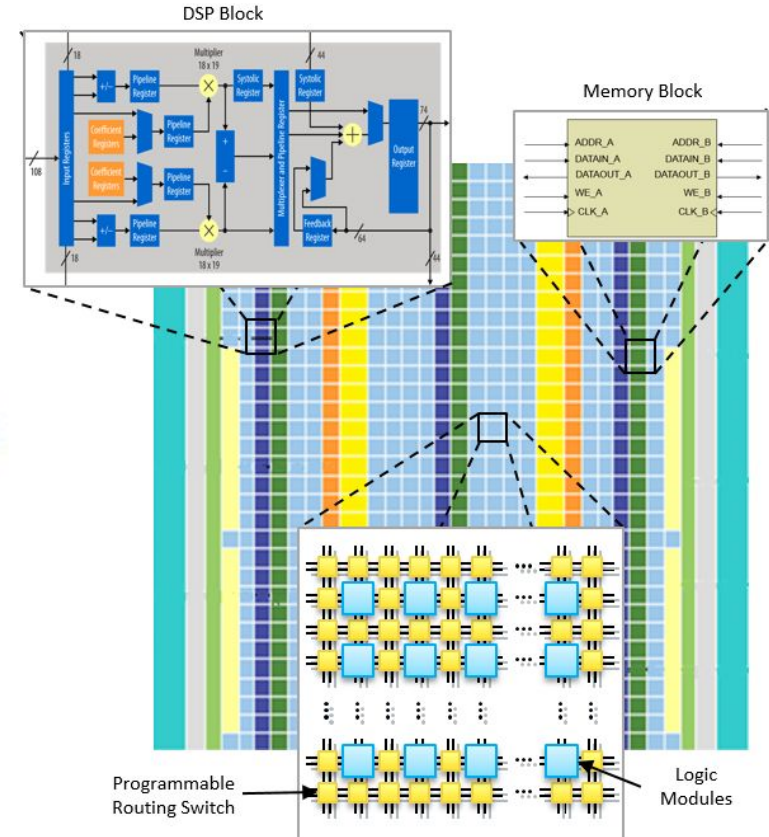 DSP Block
18
44
Multiplier
18 x 19
+/−
Pipeline
Register
×
Systolic
Register
Systolic
Register
74
Coefficient
Registers
Pipeline
Register
Input Registers
108
+
−
Multiplexer and Pipeline Register
+
Output
Register
Coefficient
Registers
Pipeline
Register
+/−
Pipeline
Register
×
Feedback
Register
64
18
Multiplier
18 x 19
44
Memory Block
ADDR_A
ADDR_B
DATAIN_A
DATAIN_B
DATAOUT_A
DATAOUT_B
WE_A
WE_B
CLK_A
CLK_B
Programmable
Routing Switch
Logic
Modules